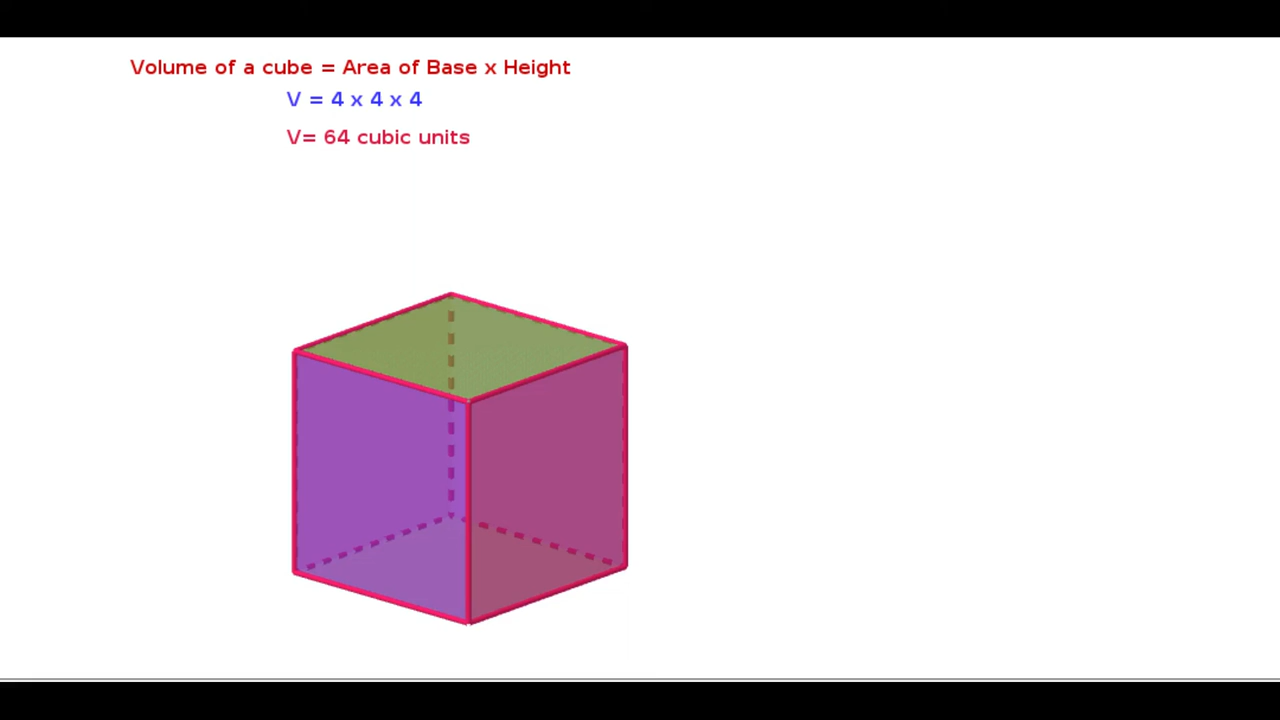 Volume of a cube = Area of Base x Height
V = 4 x 4 x 4
V= 64 cubic units